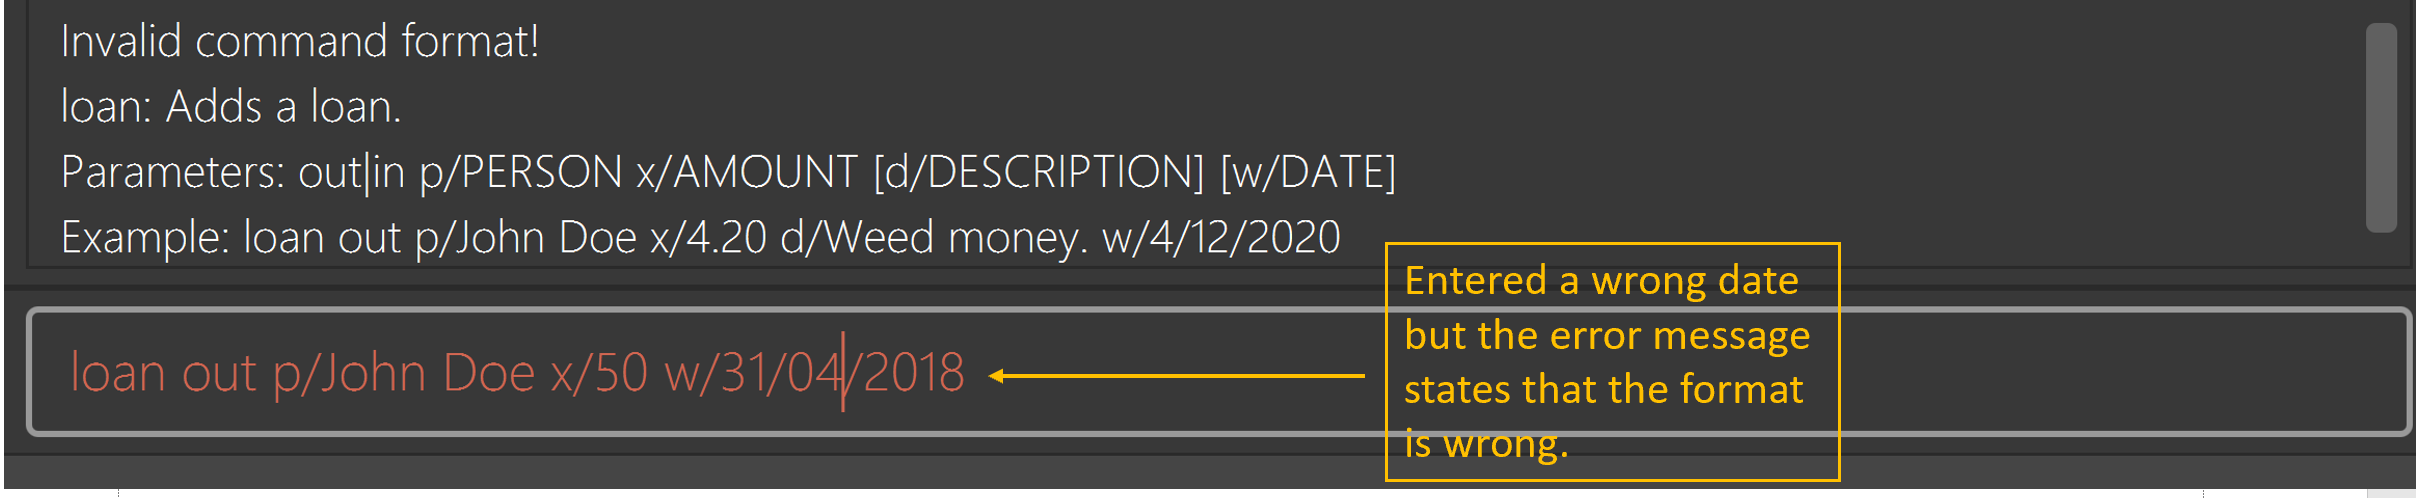 Invalid command format!
loan: Adds a loan.
Parameters: out|in p/PERSON x/AMOUNT [d/DESCRIPTION] [w/DATE]
Example: loan out p/John Doe x/4.20 d/Weed money. w/4/12/2020
loan out p/John Doe x/50 w/31/04/2018
Entered a wrong date
but the error message
states that the format
is wrong.